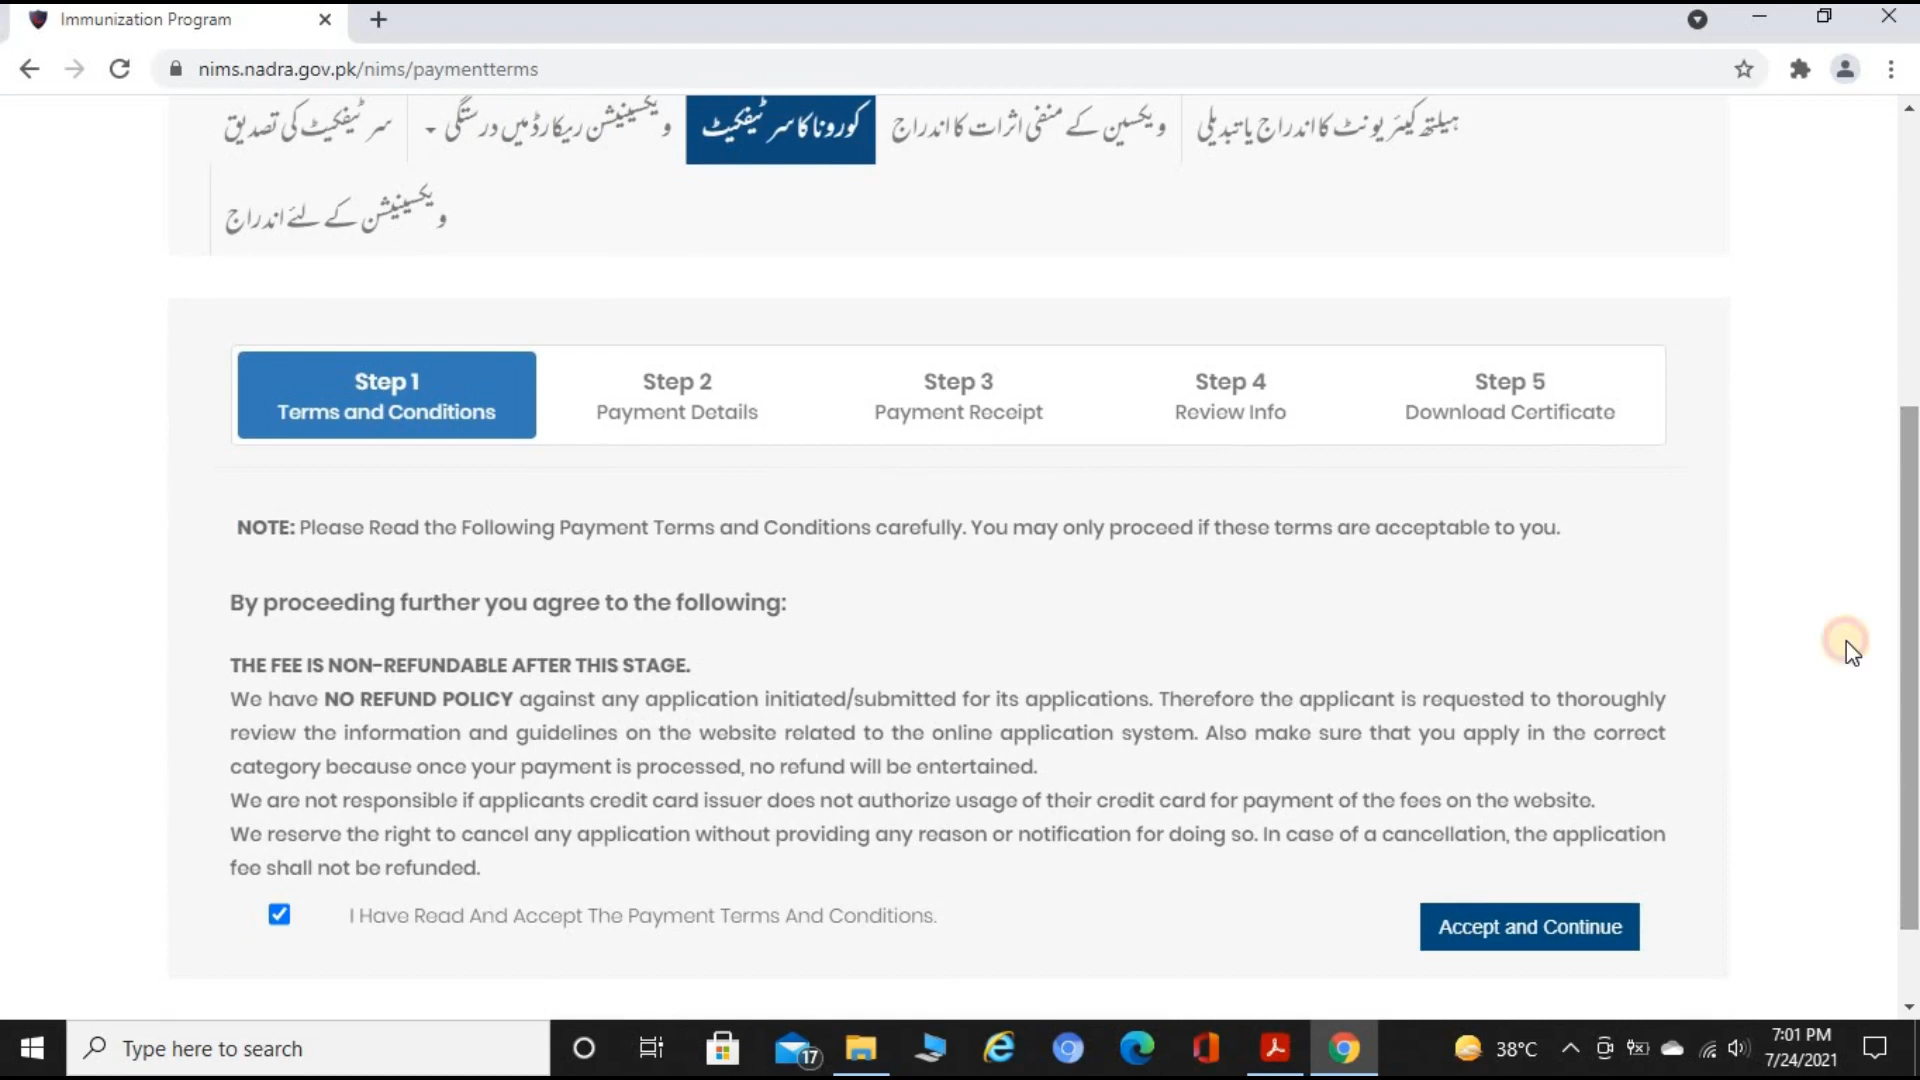 Immunization Program
nims.nadra.gov.pk/nims/paymentterms
ہیلتھ کیئر یونٹ کا اندراج یا تبدیلی
ویکسین کے منفی اثرات کا اندراج
کورونا کا سرٹیفکیٹ
ویکسینیشن ریکارڈ میں درستگی
سرٹیفکیٹ کی تصدیق
ویکسینیشن کے لئے اندراج
Step 1
Terms and Conditions
Step 2
Payment Details
Step 3
Payment Receipt
Step 4
Review Info
Step 5
Download Certificate
NOTE: Please Read the Following Payment Terms and Conditions carefully. You may only proceed if these terms are acceptable to you.
By proceeding further you agree to the following:
THE FEE IS NON-REFUNDABLE AFTER THIS STAGE.
We have NO REFUND POLICY against any application initiated/submitted for its applications. Therefore the applicant is requested to thoroughly
review the information and guidelines on the website related to the online application system. Also make sure that you apply in the correct
category because once your payment is processed, no refund will be entertained.
We are not responsible if applicants credit card issuer does not authorize usage of their credit card for payment of the fees on the website.
We reserve the right to cancel any application without providing any reason or notification for doing so. In case of a cancellation, the application
fee shall not be refunded.
I Have Read And Accept The Payment Terms And Conditions.
Accept and Continue
Type here to search
17
38°C
7:01 PM
7/24/2021